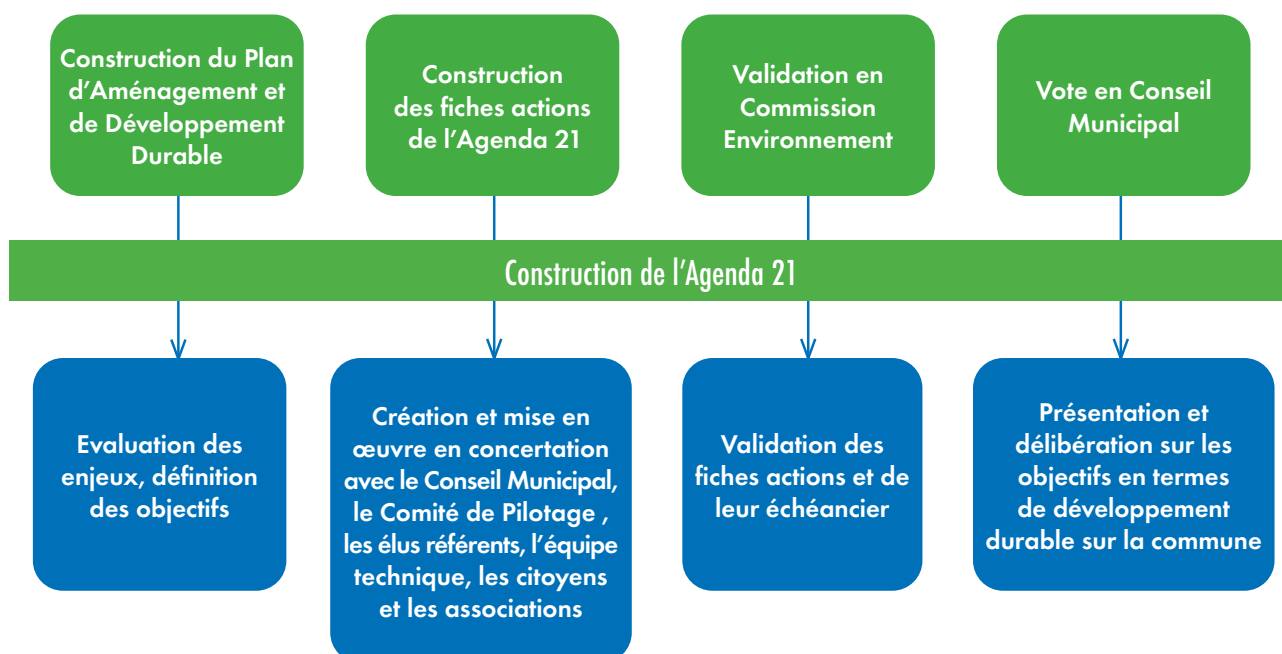 Construction du Plan
d'Aménagement et
de Développement
Durable
Construction
des fiches actions
de l'Agenda 21
Validation en
Commission
Environnement
Vote en Conseil
Municipal
Construction de l'Agenda 21
Evaluation des
enjeux, définition
des objectifs
Création et mise en
œuvre en concertation
avec le Conseil Municipal,
le Comité de Pilotage ,
les élus référents, l'équipe
technique, les citoyens
et les associations
Validation des
fiches actions et de
leur échéancier
Présentation et
délibération sur les
objectifs en termes
de développement
durable sur la commune